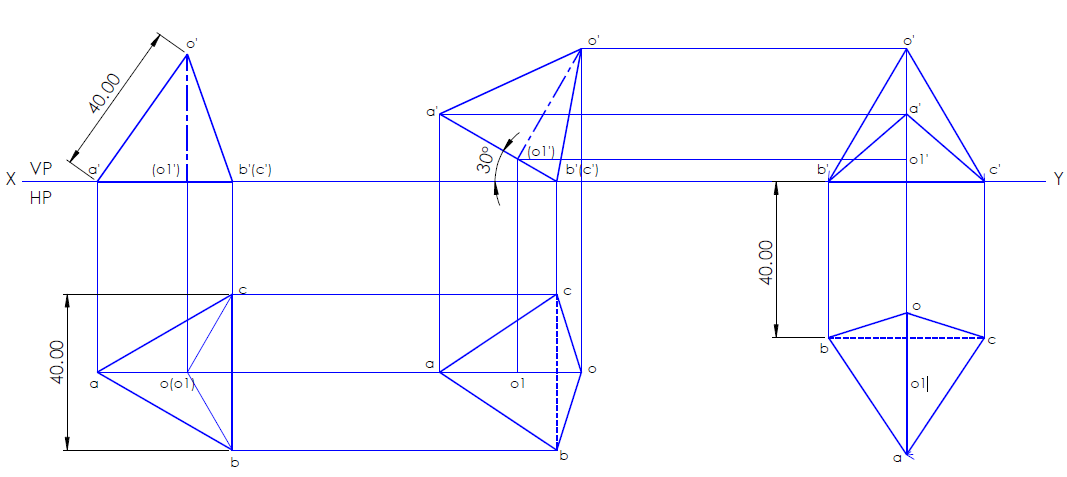 o'
o'
o'
40.00
a'
a'
30°
(o1')
o1'
X
VP
a'
(o1')
b'(c')
b'(c')
b'
c'
Y
HP
40.00
c
c
o
40.00
b
c
a
o(o1)
a
o1
o
o1
b
b
a